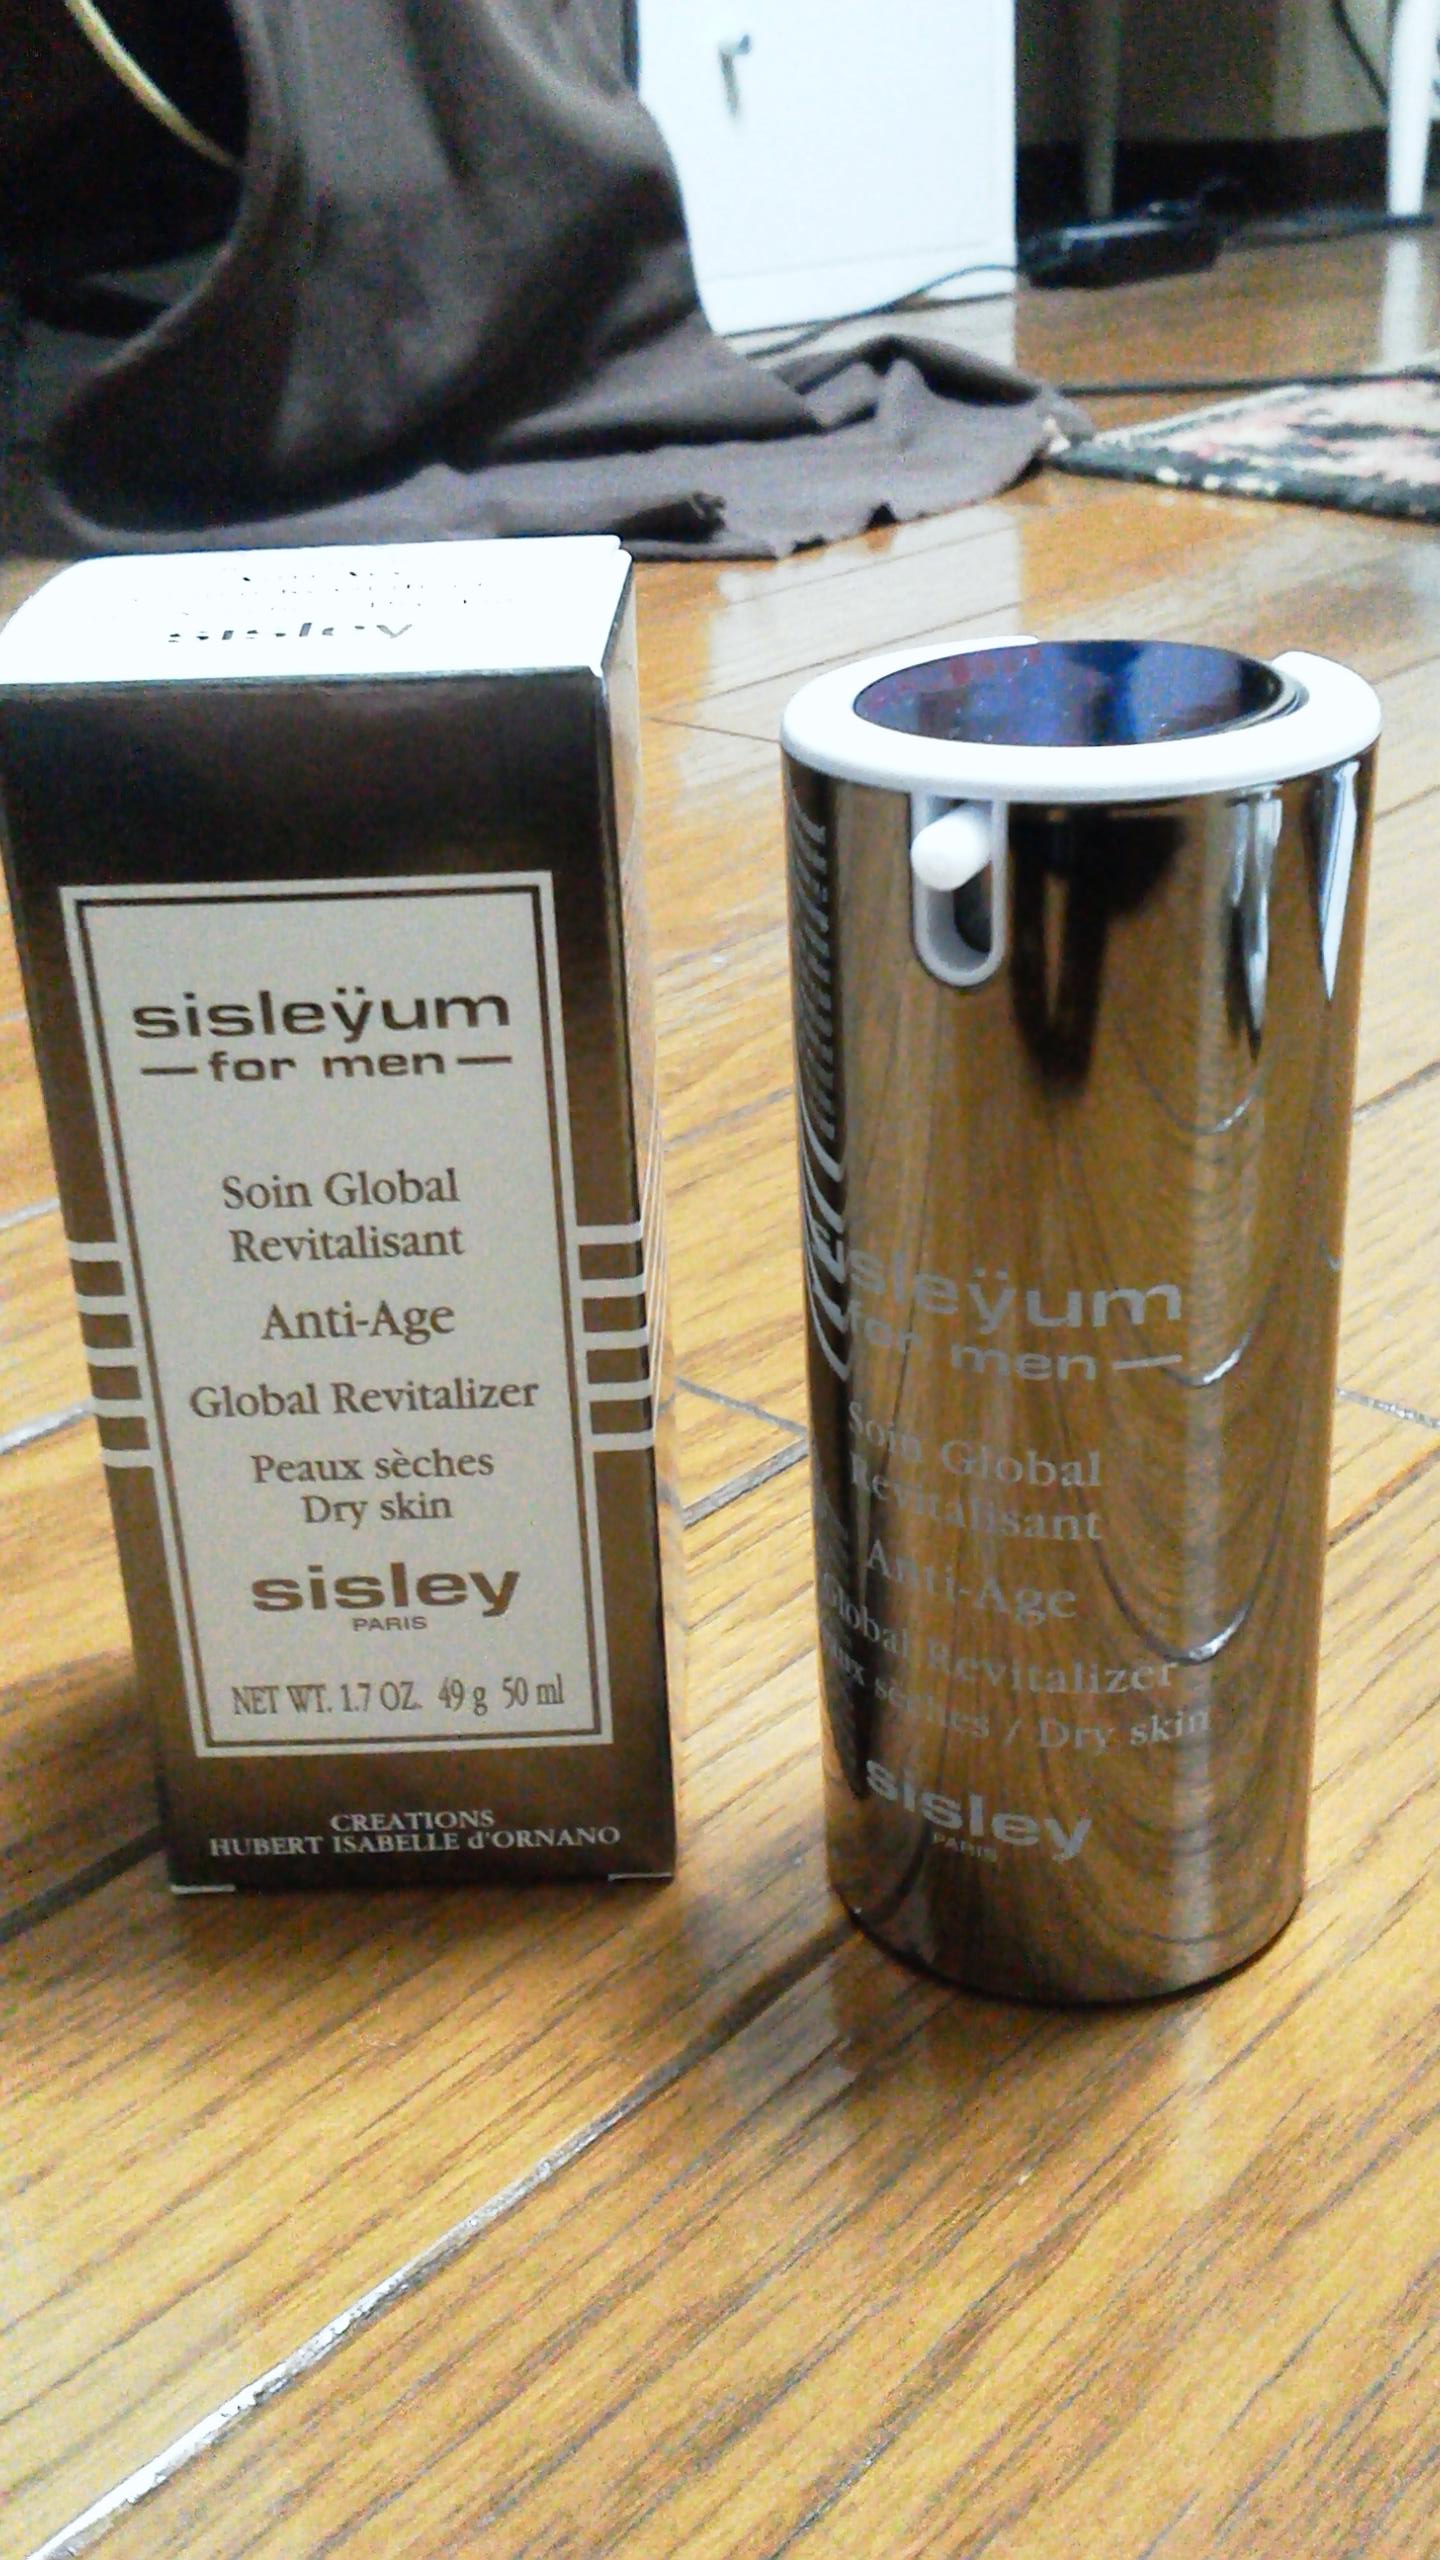 sisley
sisleÿum
for men
Soin Global
Revitalisant
Anti-Age
Global Revitalizer
Peaux sèches
Dry skin
sisley
PARIS
NET WT. 1.7 OZ. 49 g 50 ml
CREATIONS
HUBERT ISABELLE d'ORNANO
sleÿum
for men
Soin Global
Revitalisant
Anti-Age
Global Revitalizer
sèches / Dry skin
sisley
PARIS